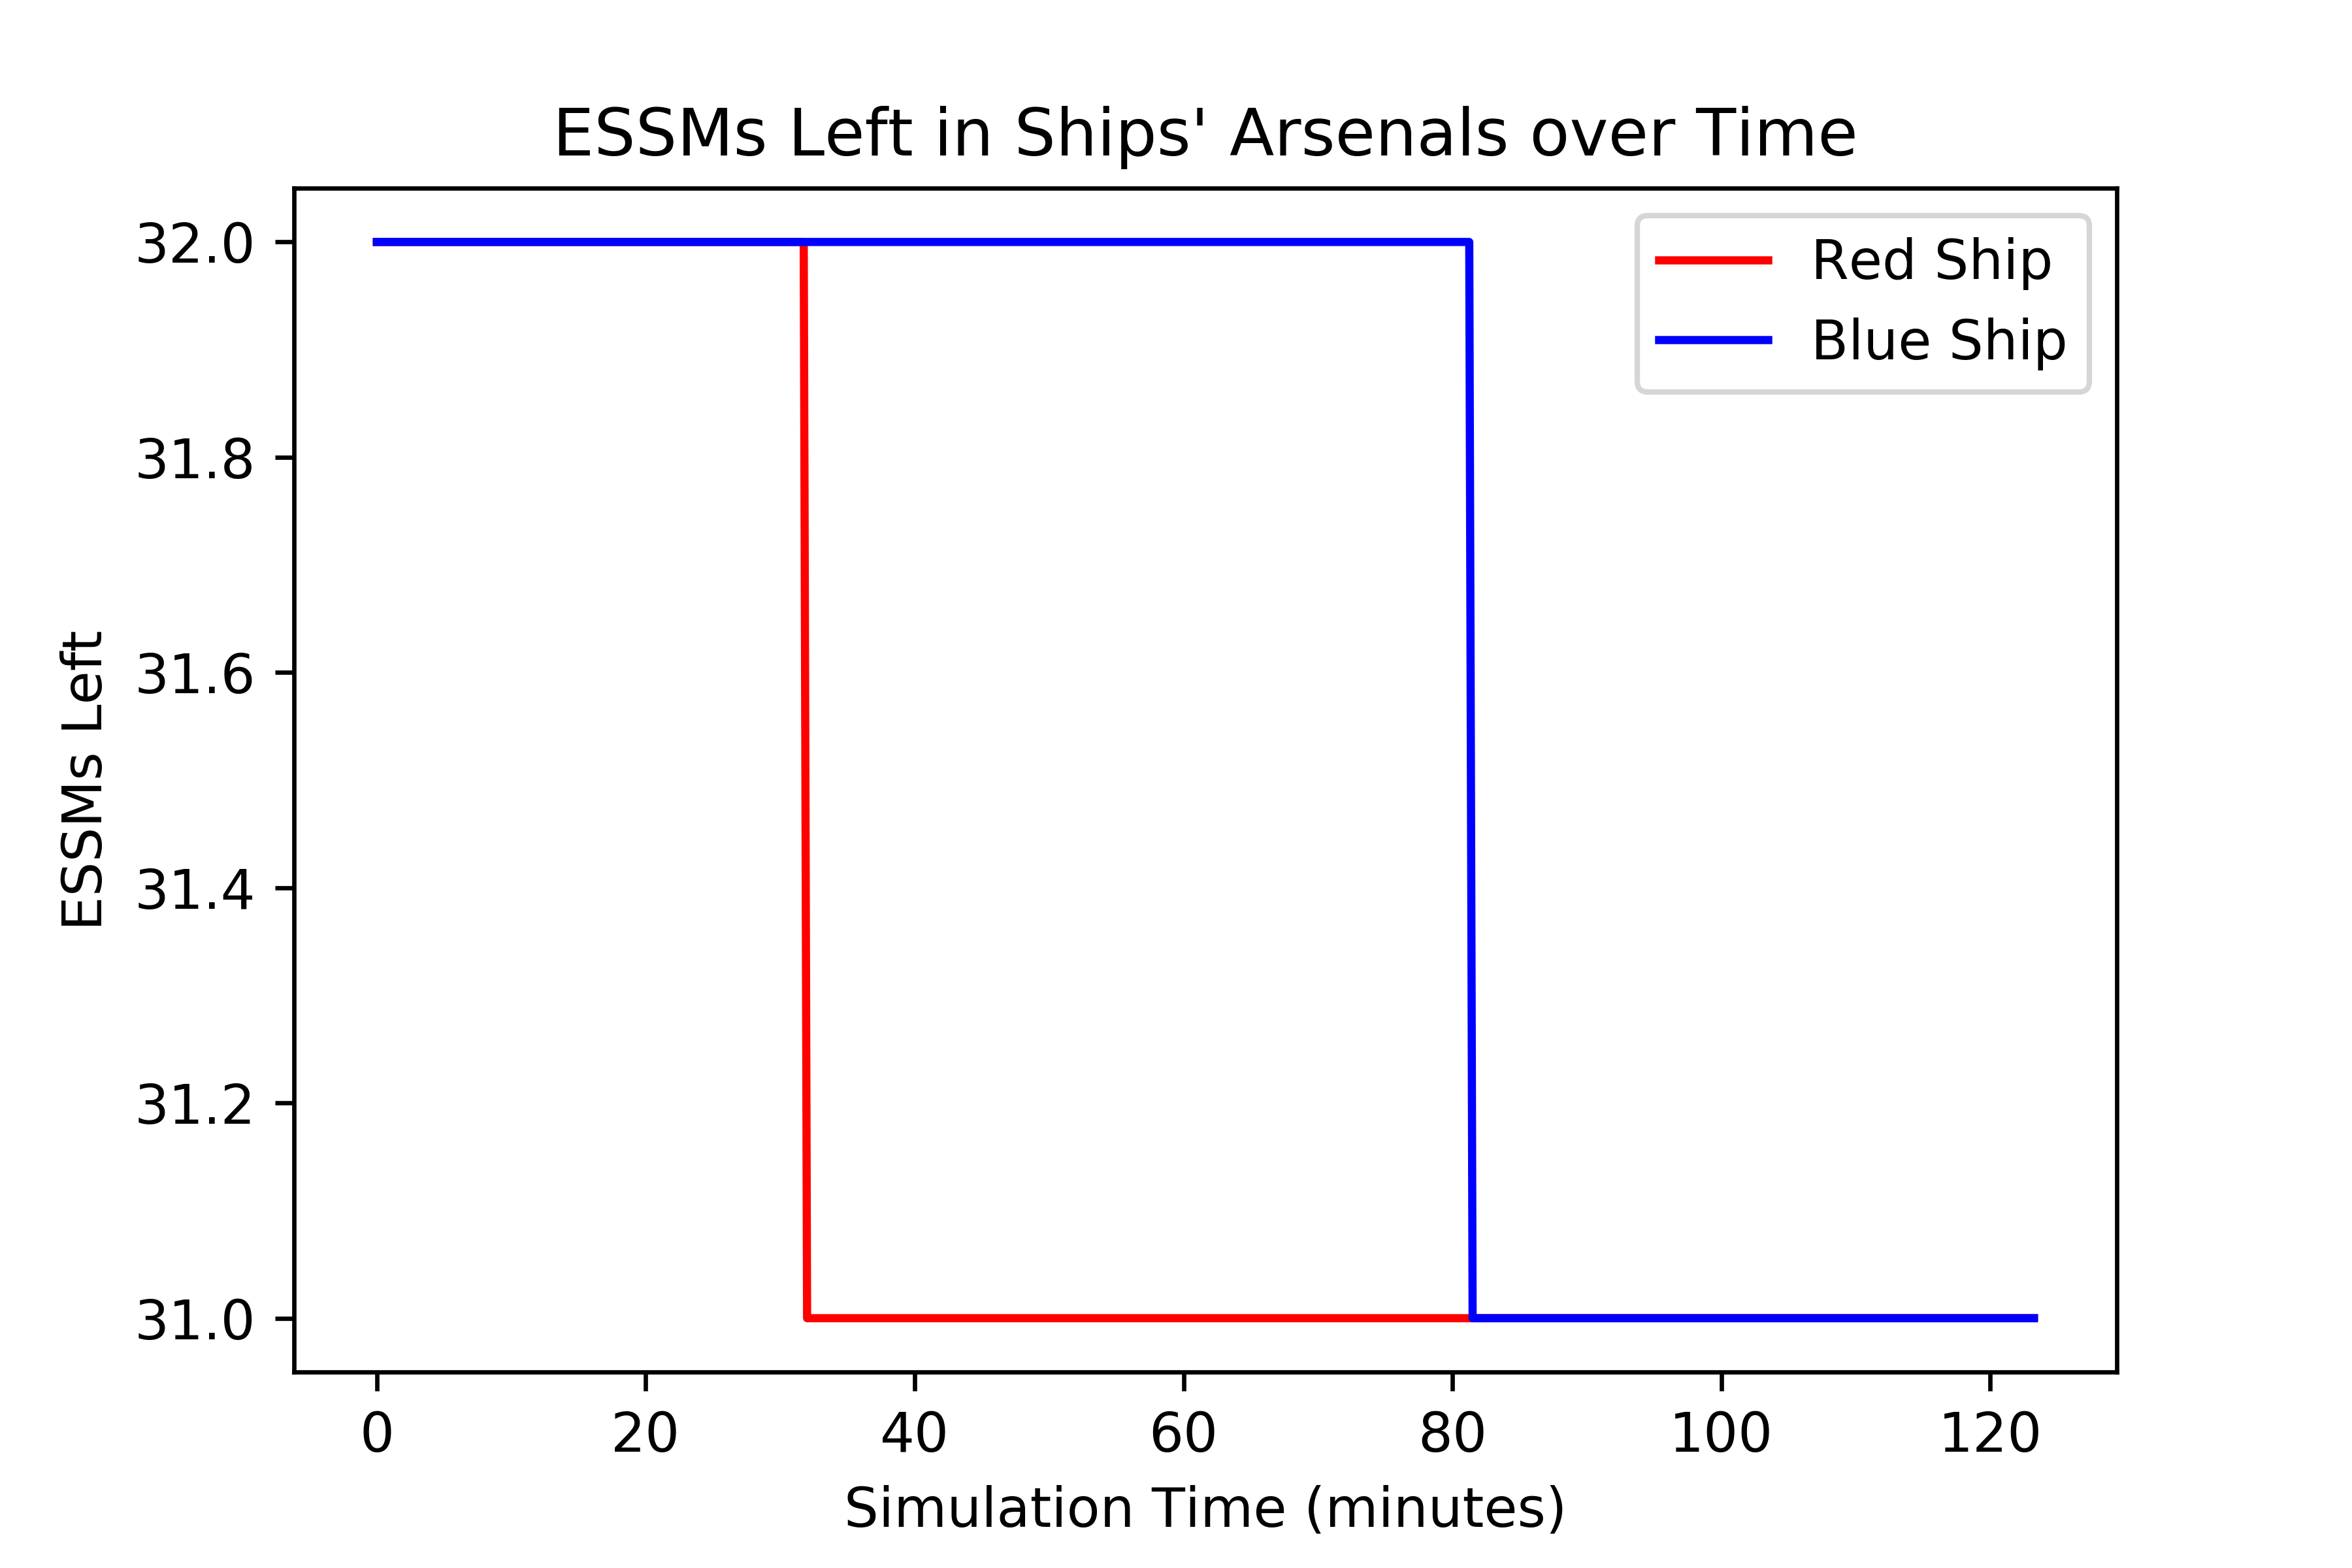 ESSMs Left in Ships' Arsenals over Time
Red Ship
Blue Ship
32.0
31.8
31.6
31.4
31.2
31.0
ESSMs Left
0 20 40 60 80 100 120
Simulation Time (minutes)